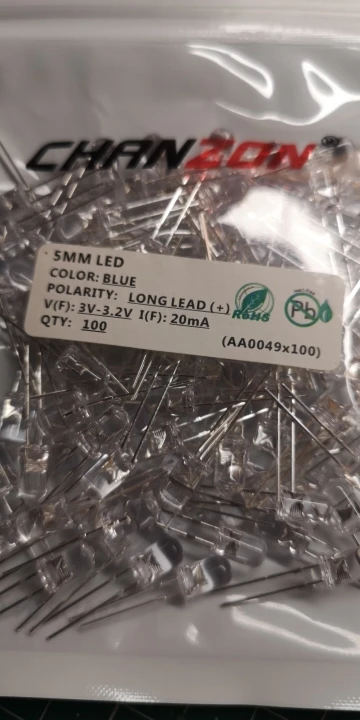 CHANZON®
5MM LED
COLOR: BLUE
POLARITY: LONG LEAD (+)
V(F): 3V-3.2V I(F): 20mA
QTY: 100
RoHS
Pb
(AA0049x100)